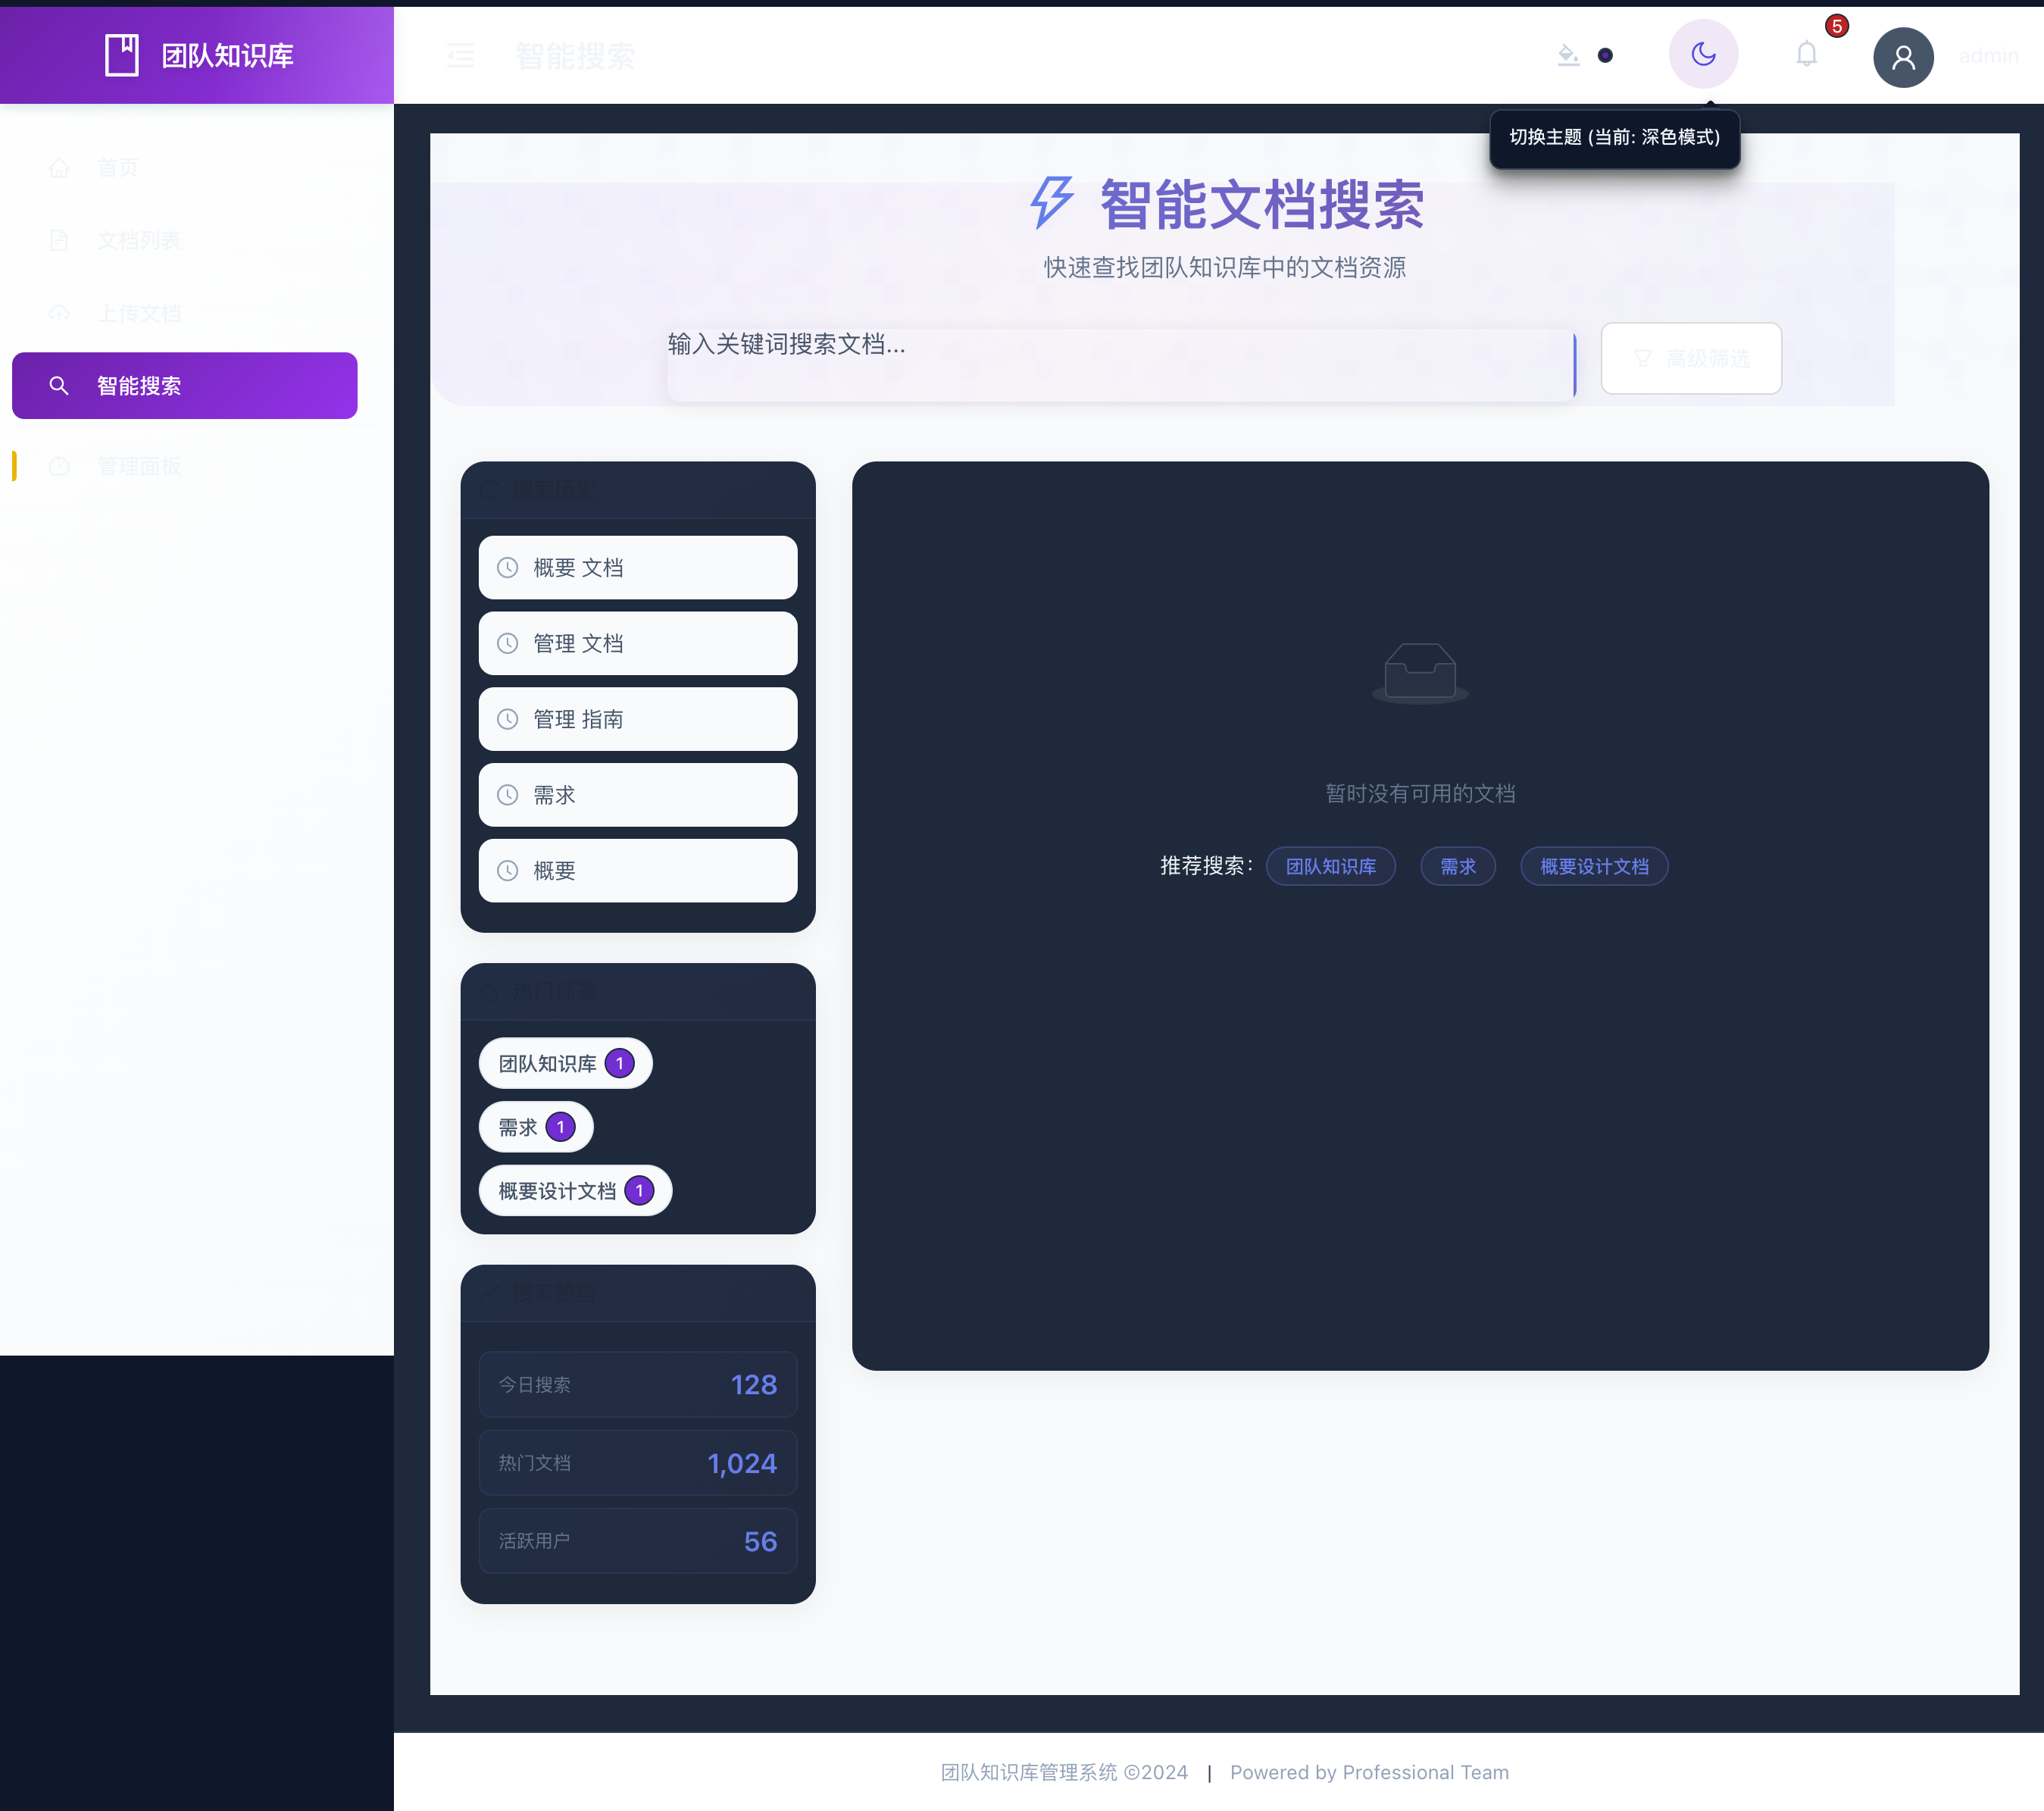 团队知识库
智能搜索
5
admin
切换主题 (当前: 深色模式)
首页
文档列表
上传文档
智能搜索
管理面板
智能文档搜索
快速查找团队知识库中的文档资源
输入关键词搜索文档...
高级筛选
搜索历史
概要 文档
管理 文档
管理 指南
需求
概要
热门标签
团队知识库 1
需求 1
概要设计文档 1
搜索趋势
今日搜索 128
热门文档 1,024
活跃用户 56
暂时没有可用的文档
推荐搜索: 团队知识库 需求 概要设计文档
团队知识库管理系统 ©2024 | Powered by Professional Team